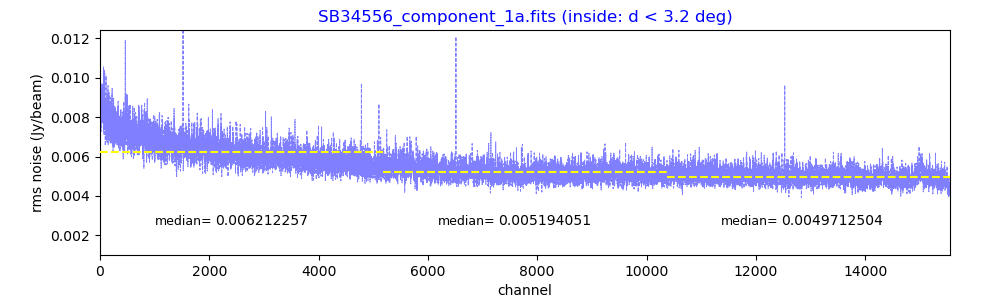 SB34556_component_1a.fits (inside: d < 3.2 deg)
rms noise (Jy/beam)
0.012
0.010
0.008
0.006
0.004
0.002
median= 0.006212257
median= 0.005194051
median= 0.0049712504
0 2000 4000 6000 8000 10000 12000 14000
channel